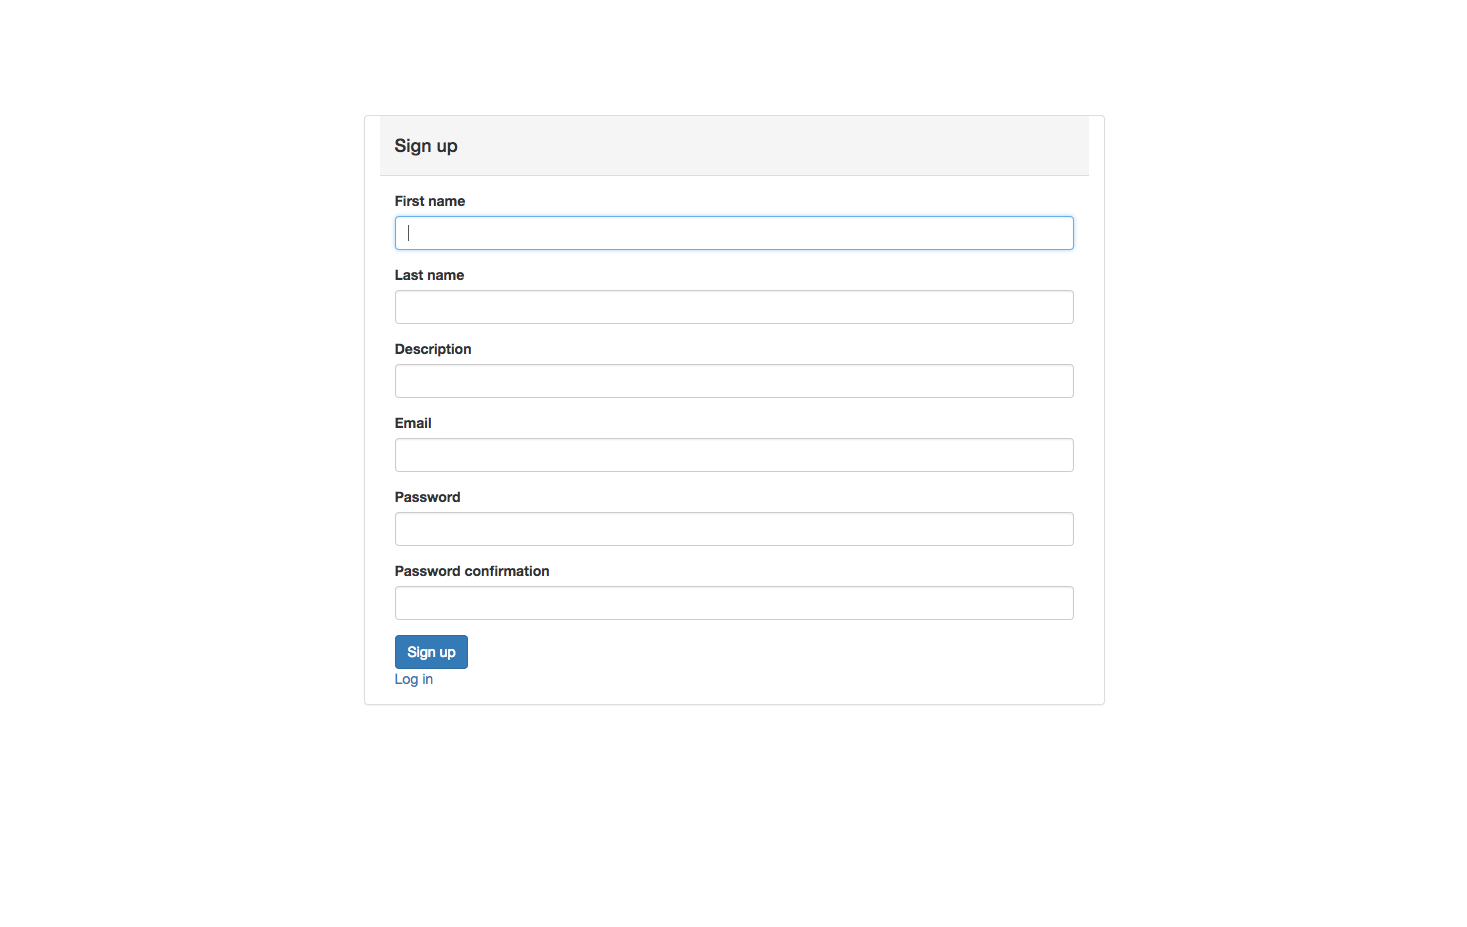 Sign up
First name
Last name
Description
Email
Password
Password confirmation
Sign up
Log in